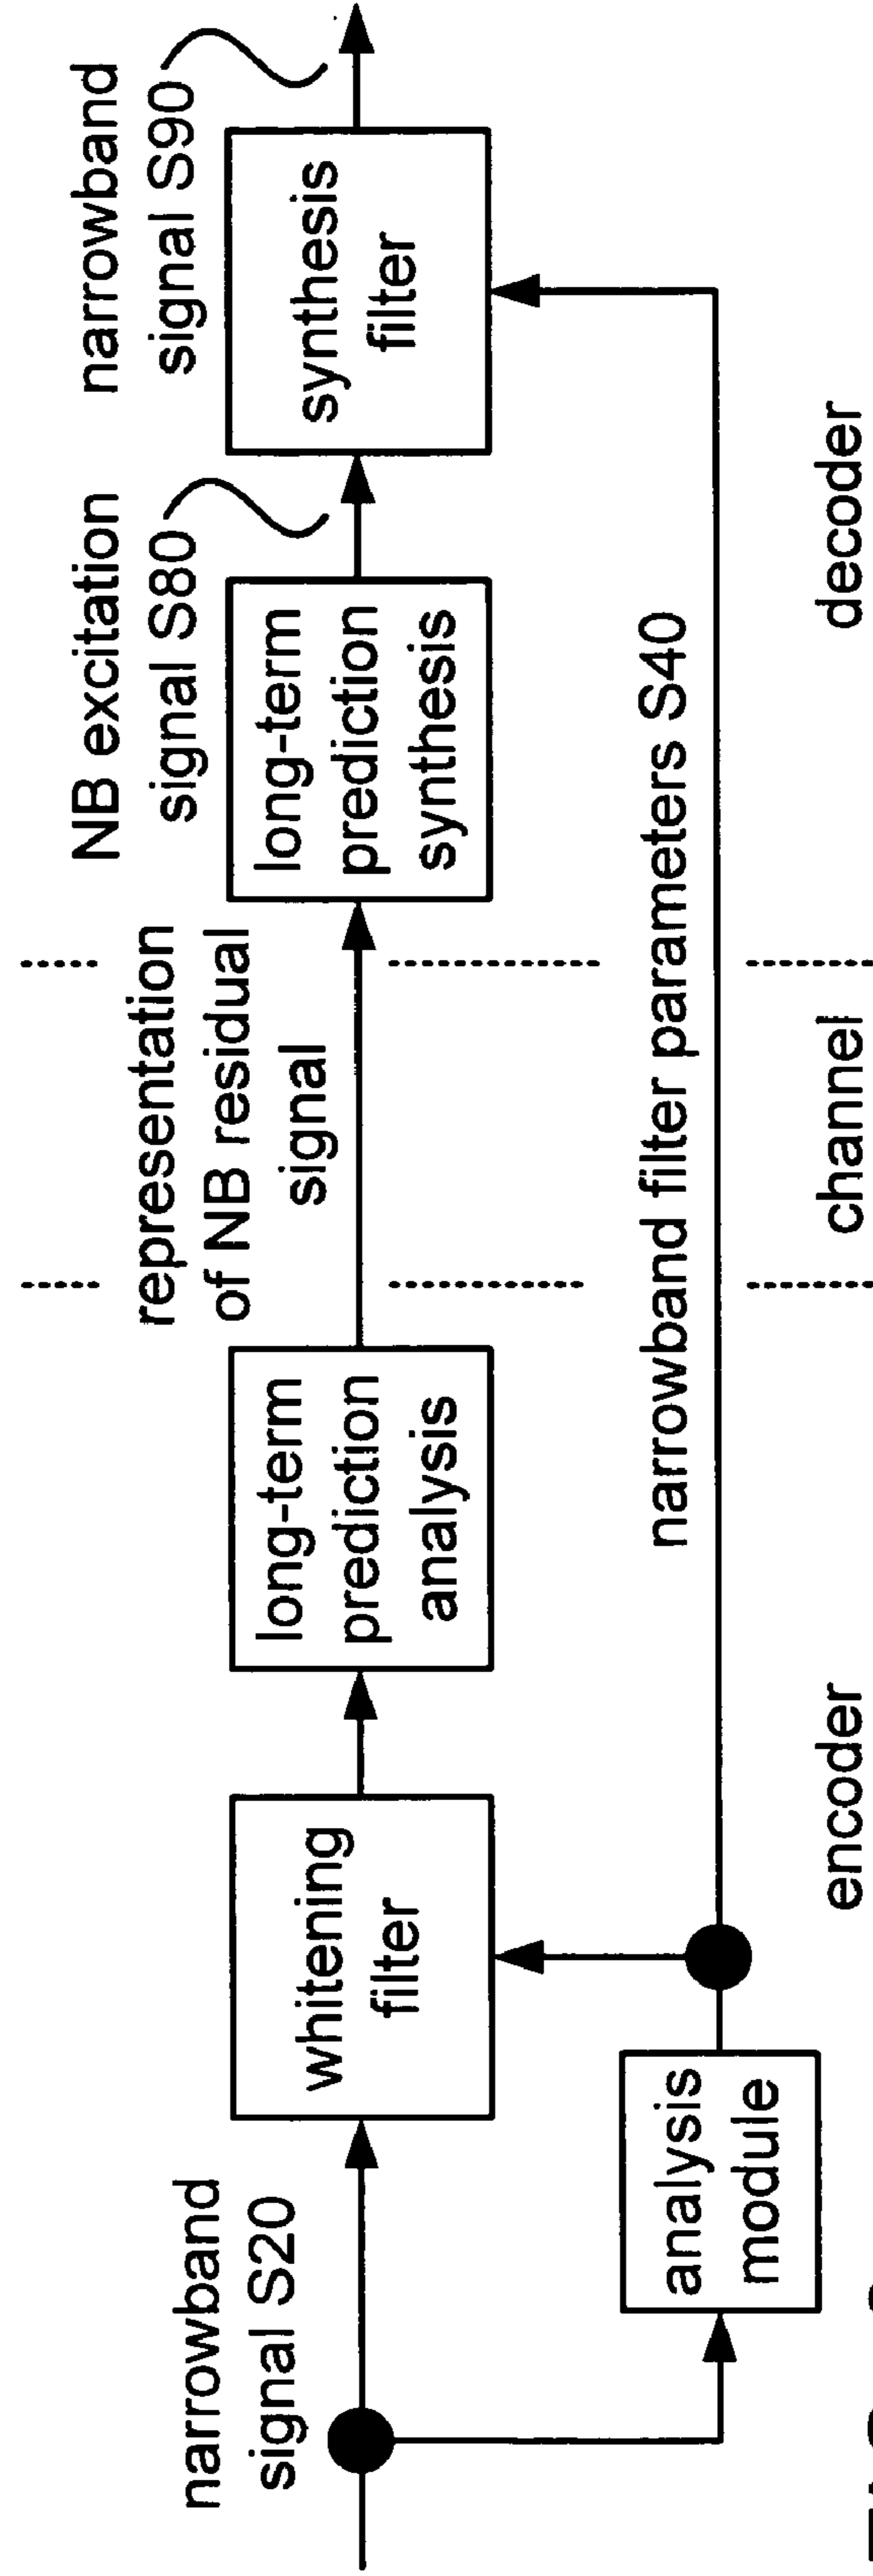 narrowband
signal S20
whitening
filter
analysis
module
long-term
prediction
analysis
representation
of NB residual
signal
narrowband filter parameters S40
long-term
prediction
synthesis
NB excitation
signal S80
synthesis
filter
narrowband
signal S90
encoder
channel
decoder